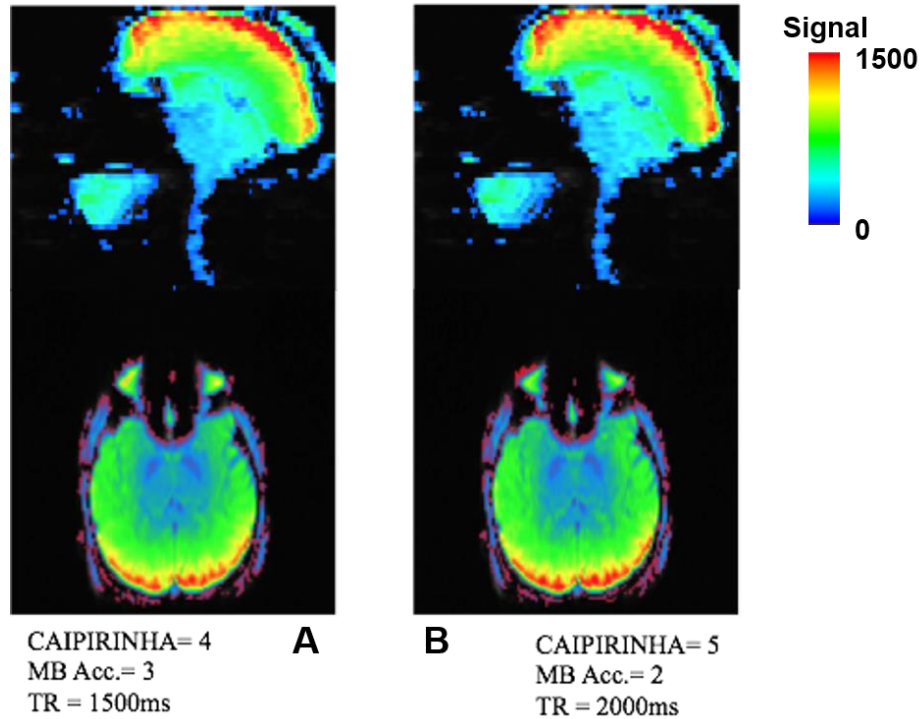 Signal
1500
0
CAIPIRINHA= 4
MB Acc.= 3
TR = 1500ms
A
B
CAIPIRINHA= 5
MB Acc.= 2
TR = 2000ms